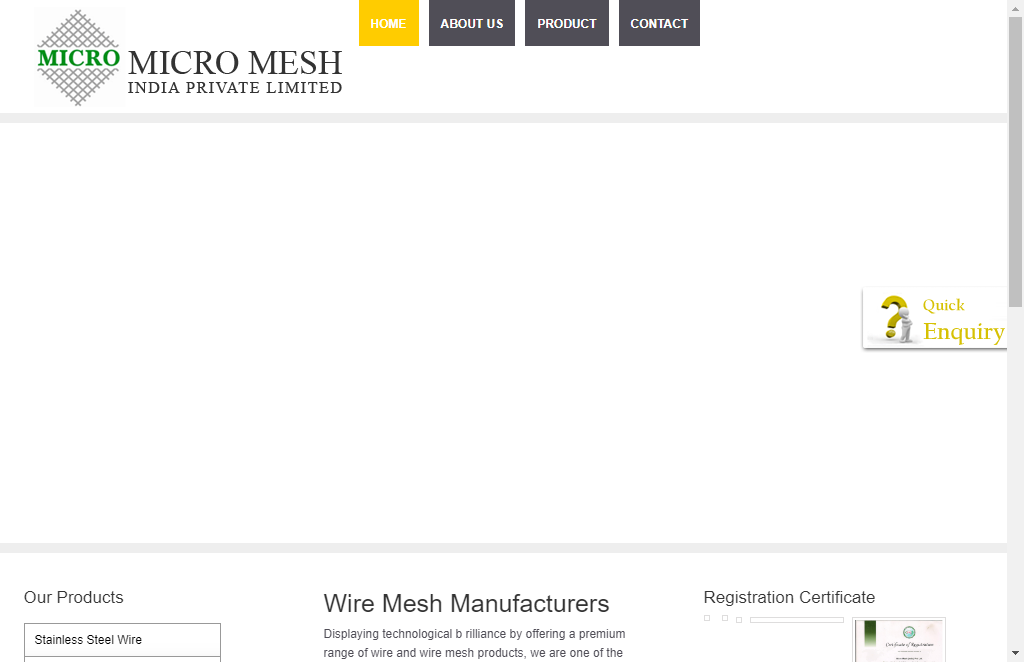 HOME
ABOUT US
PRODUCT
CONTACT
MICRO
MICRO MESH
INDIA PRIVATE LIMITED
Quick
Enquiry
Our Products
Stainless Steel Wire
Wire Mesh Manufacturers
Displaying technological b rilliance by offering a premium
range of wire and wire mesh products, we are one of the
Registration Certificate
Certificate of Registration